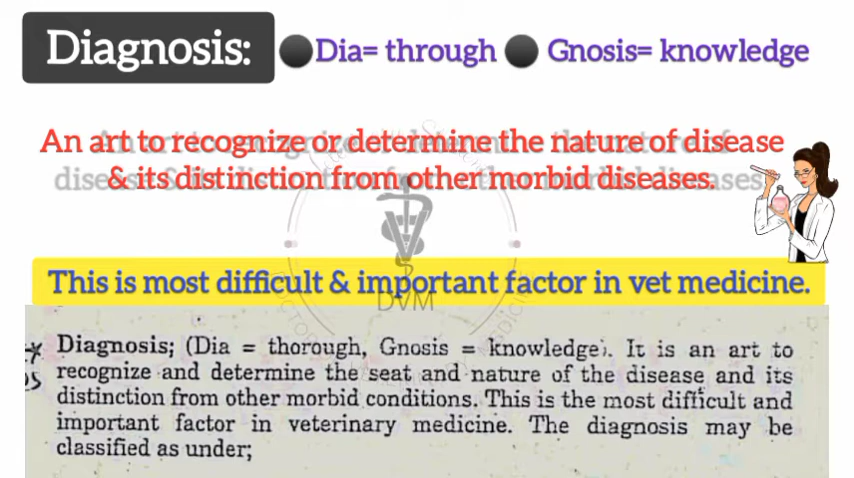 Diagnosis: ●Dia= through ● Gnosis= knowledge
An art to recognize or determine the nature of disease
& its distinction from other morbid diseases.
This is most difficult & important factor in vet medicine.
DVM
Diagnosis; (Dia = thorough, Gnosis = knowledge). It is an art to
recognize and determine the seat and nature of the disease and its
distinction from other morbid conditions. This is the most difficult and
important factor in veterinary medicine. The diagnosis may be
classified as under;